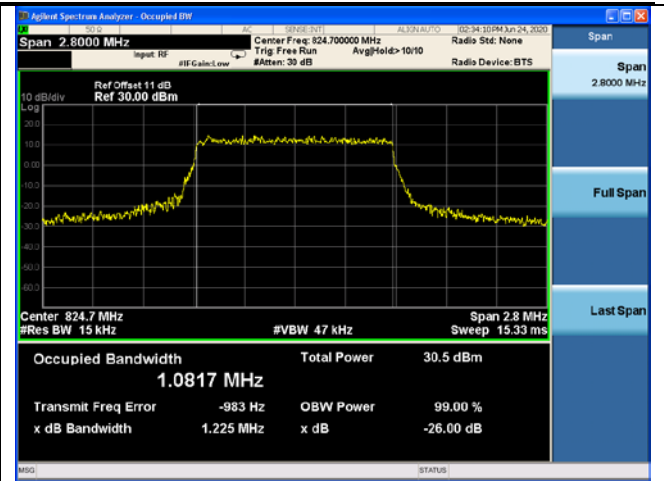 Agilent Spectrum Analyzer - Occupied BW
50 Ω AC SENSE:INT ALIGN AUTO 02:34:10 PM Jun 24, 2020
Span 2.8000 MHz Center Freq: 824.700000 MHz Radio Std: None
Input: RF Trig: Free Run Avg|Hold>10/10
#IFGain:Low #Atten: 30 dB Radio Device: BTS
Ref Offset 11 dB
10 dB/div Ref 30.00 dBm
Log
20.0
10.0
0.00
-10.0
-20.0
-30.0
-40.0
-50.0
-60.0
Center 824.7 MHz Span 2.8 MHz
#Res BW 15 kHz #VBW 47 kHz Sweep 15.33 ms
Occupied Bandwidth Total Power 30.5 dBm
1.0817 MHz
Transmit Freq Error -983 Hz OBW Power 99.00 %
x dB Bandwidth 1.225 MHz x dB -26.00 dB
MSG STATUS
Span
Span
2.8000 MHz
Full Span
Last Span